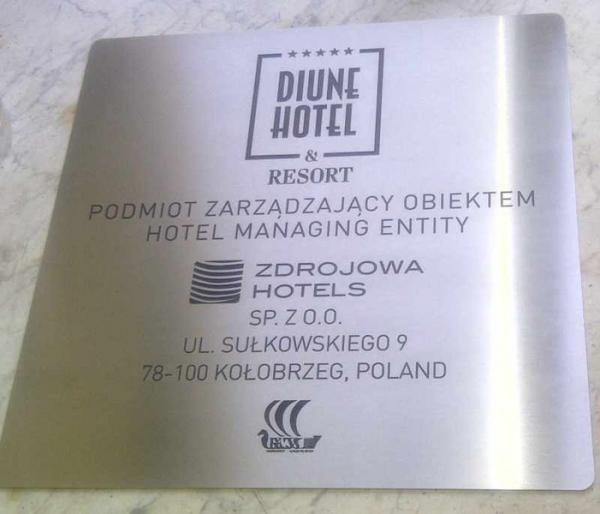 ★★★★★
DIUNE
HOTEL
&
RESORT
PODMIOT ZARZĄDZAJĄCY OBIEKTEM
HOTEL MANAGING ENTITY
ZDROJOWA
HOTELS
SP. Z O.O.
UL. SUŁKOWSKIEGO 9
78-100 KOŁOBRZEG, POLAND